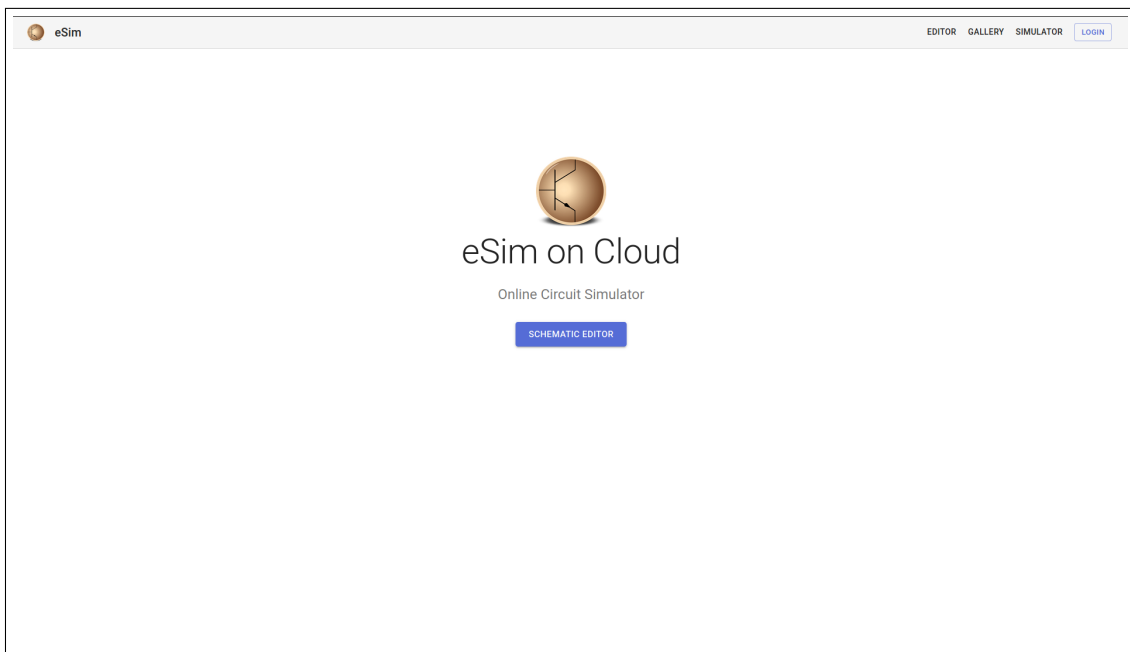 eSim EDITOR GALLERY SIMULATOR LOGIN
eSim on Cloud
Online Circuit Simulator
SCHEMATIC EDITOR